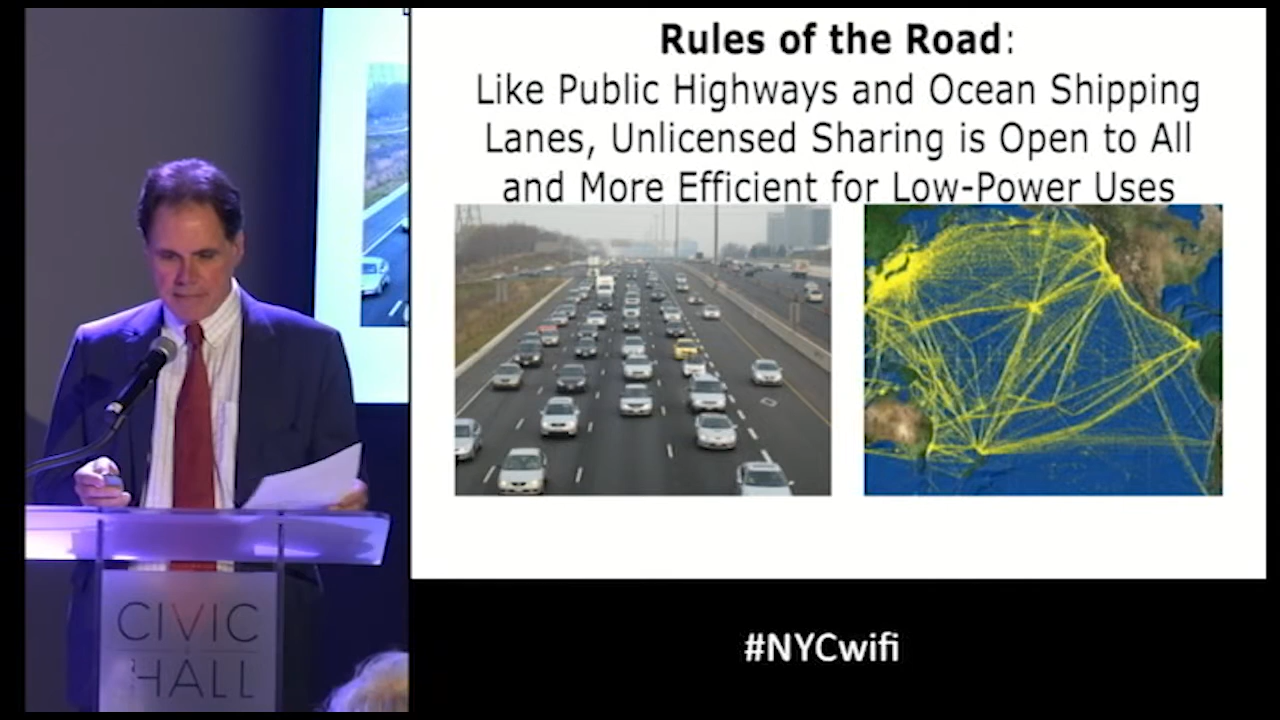 Rules of the Road:
Like Public Highways and Ocean Shipping
Lanes, Unlicensed Sharing is Open to All
and More Efficient for Low-Power Uses
CIVIC
HALL
#NYCwifi